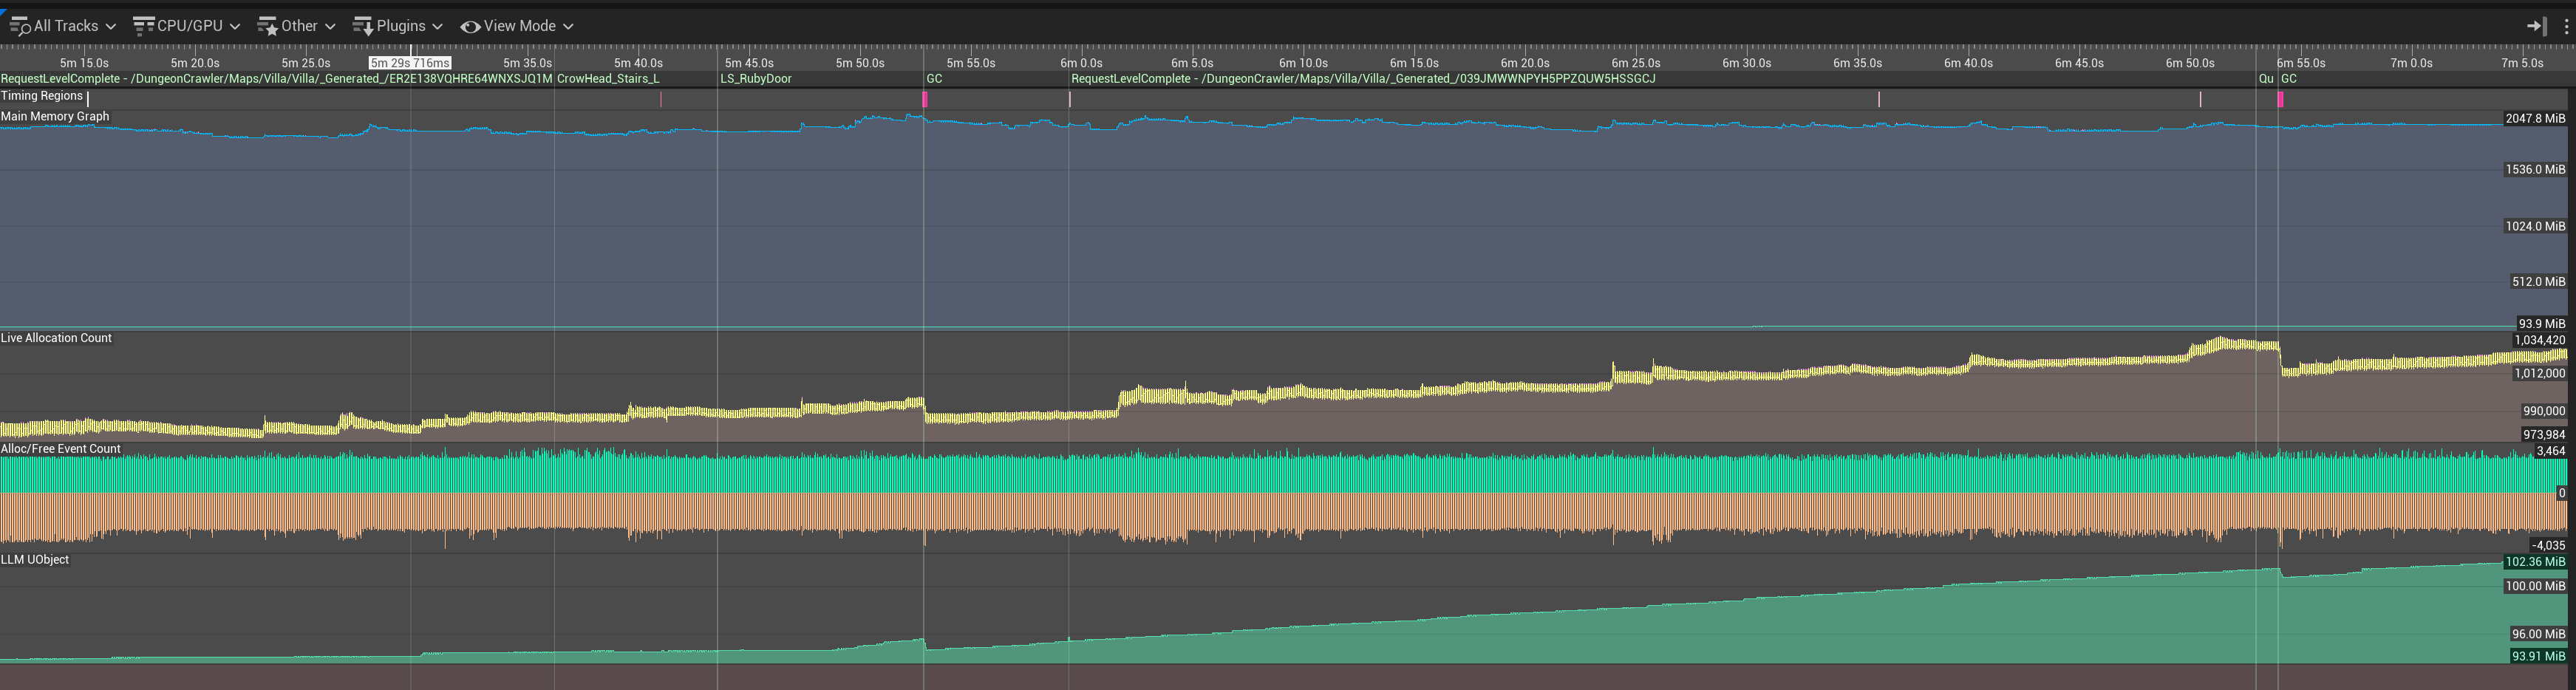 All Tracks CPU/GPU Other Plugins View Mode
5m 15.0s 5m 20.0s 5m 25.0s 5m 29s 716ms 5m 35.0s 5m 40.0s 5m 45.0s 5m 50.0s 5m 55.0s 6m 0.0s 6m 5.0s 6m 10.0s 6m 15.0s 6m 20.0s 6m 25.0s 6m 30.0s 6m 35.0s 6m 40.0s 6m 45.0s 6m 50.0s 6m 55.0s 7m 0.0s 7m 5.0s
RequestLevelComplete - /DungeonCrawler/Maps/Villa/Villa/_Generated_/ER2E138VQHRE64WNXSJQ1M CrowHead_Stairs_L LS_RubyDoor GC RequestLevelComplete - /DungeonCrawler/Maps/Villa/Villa/_Generated_/039JMWWNPYH5PPZQUW5HSSGCJ Qu GC
Timing Regions
Main Memory Graph
2047.8 MiB
1536.0 MiB
1024.0 MiB
512.0 MiB
93.9 MiB
Live Allocation Count
1,034,420
1,012,000
990,000
973,984
Alloc/Free Event Count
3,464
0
-4,035
LLM UObject
102.36 MiB
100.00 MiB
96.00 MiB
93.91 MiB